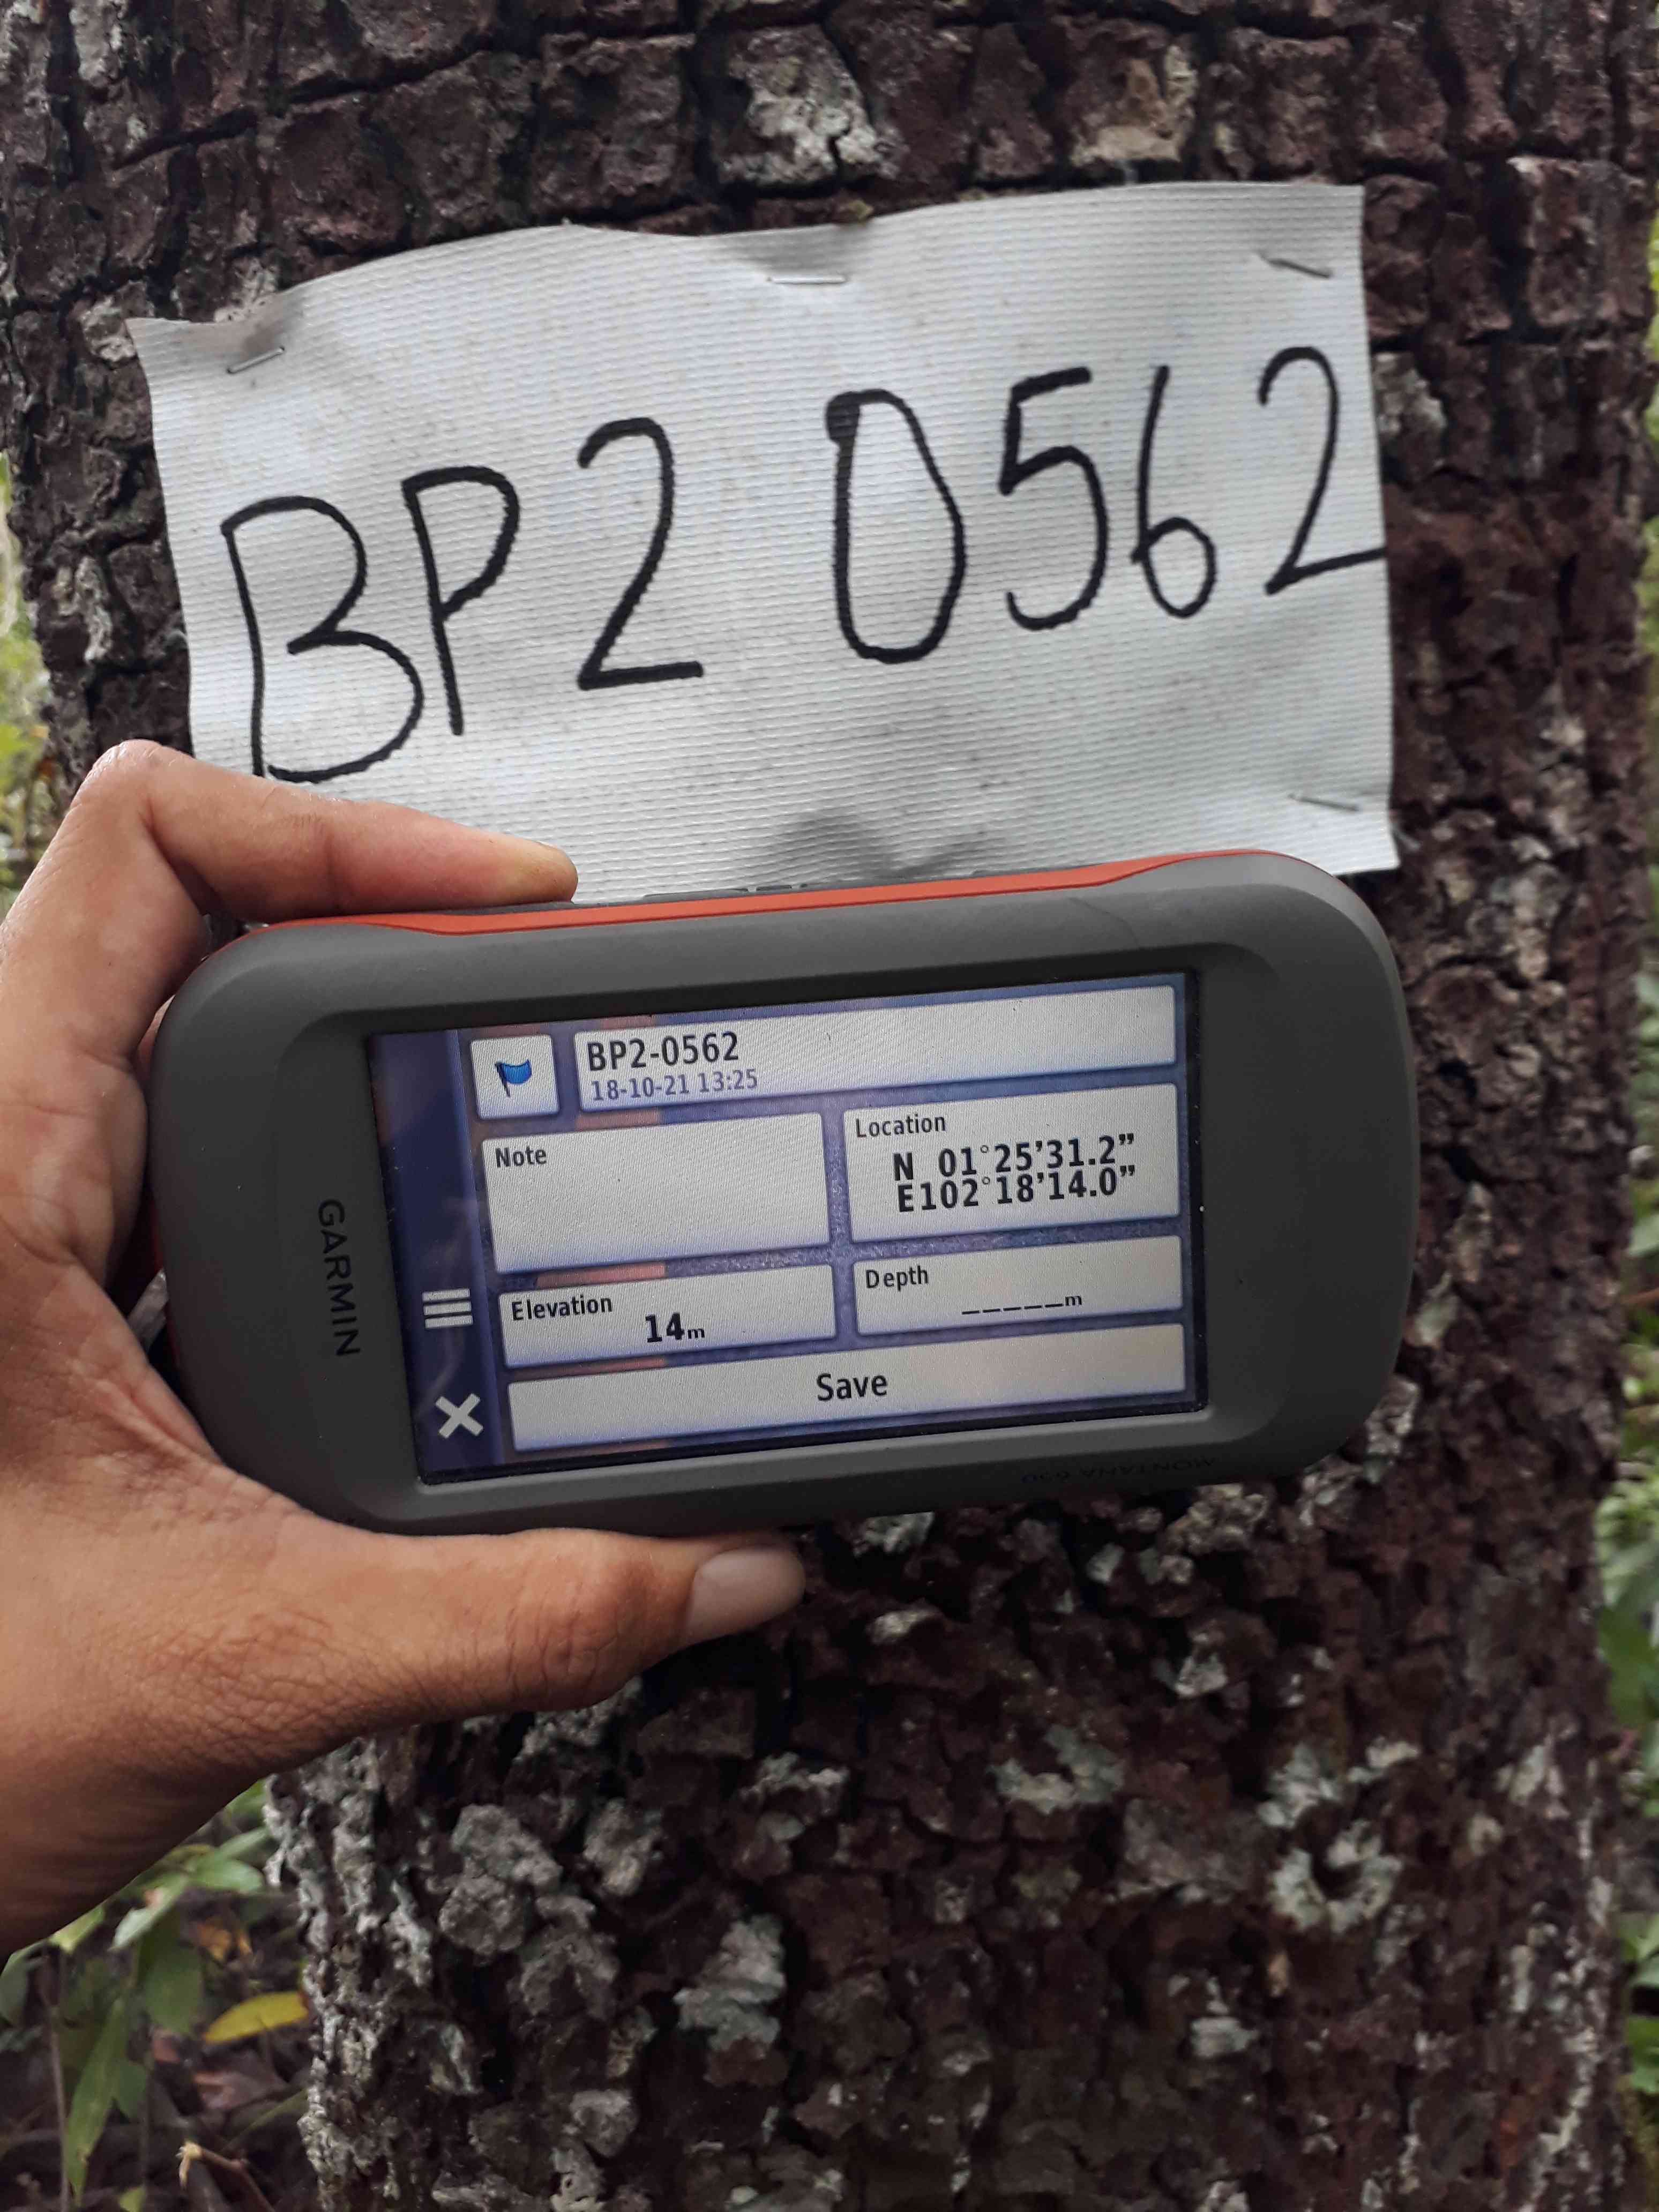 BP2 0562
GARMIN
BP2-0562
18-10-21 13:25
Note
Location
N 01°25'31.2"
E102°18'14.0"
Elevation
14m
Depth
_____m
Save
MONTANA